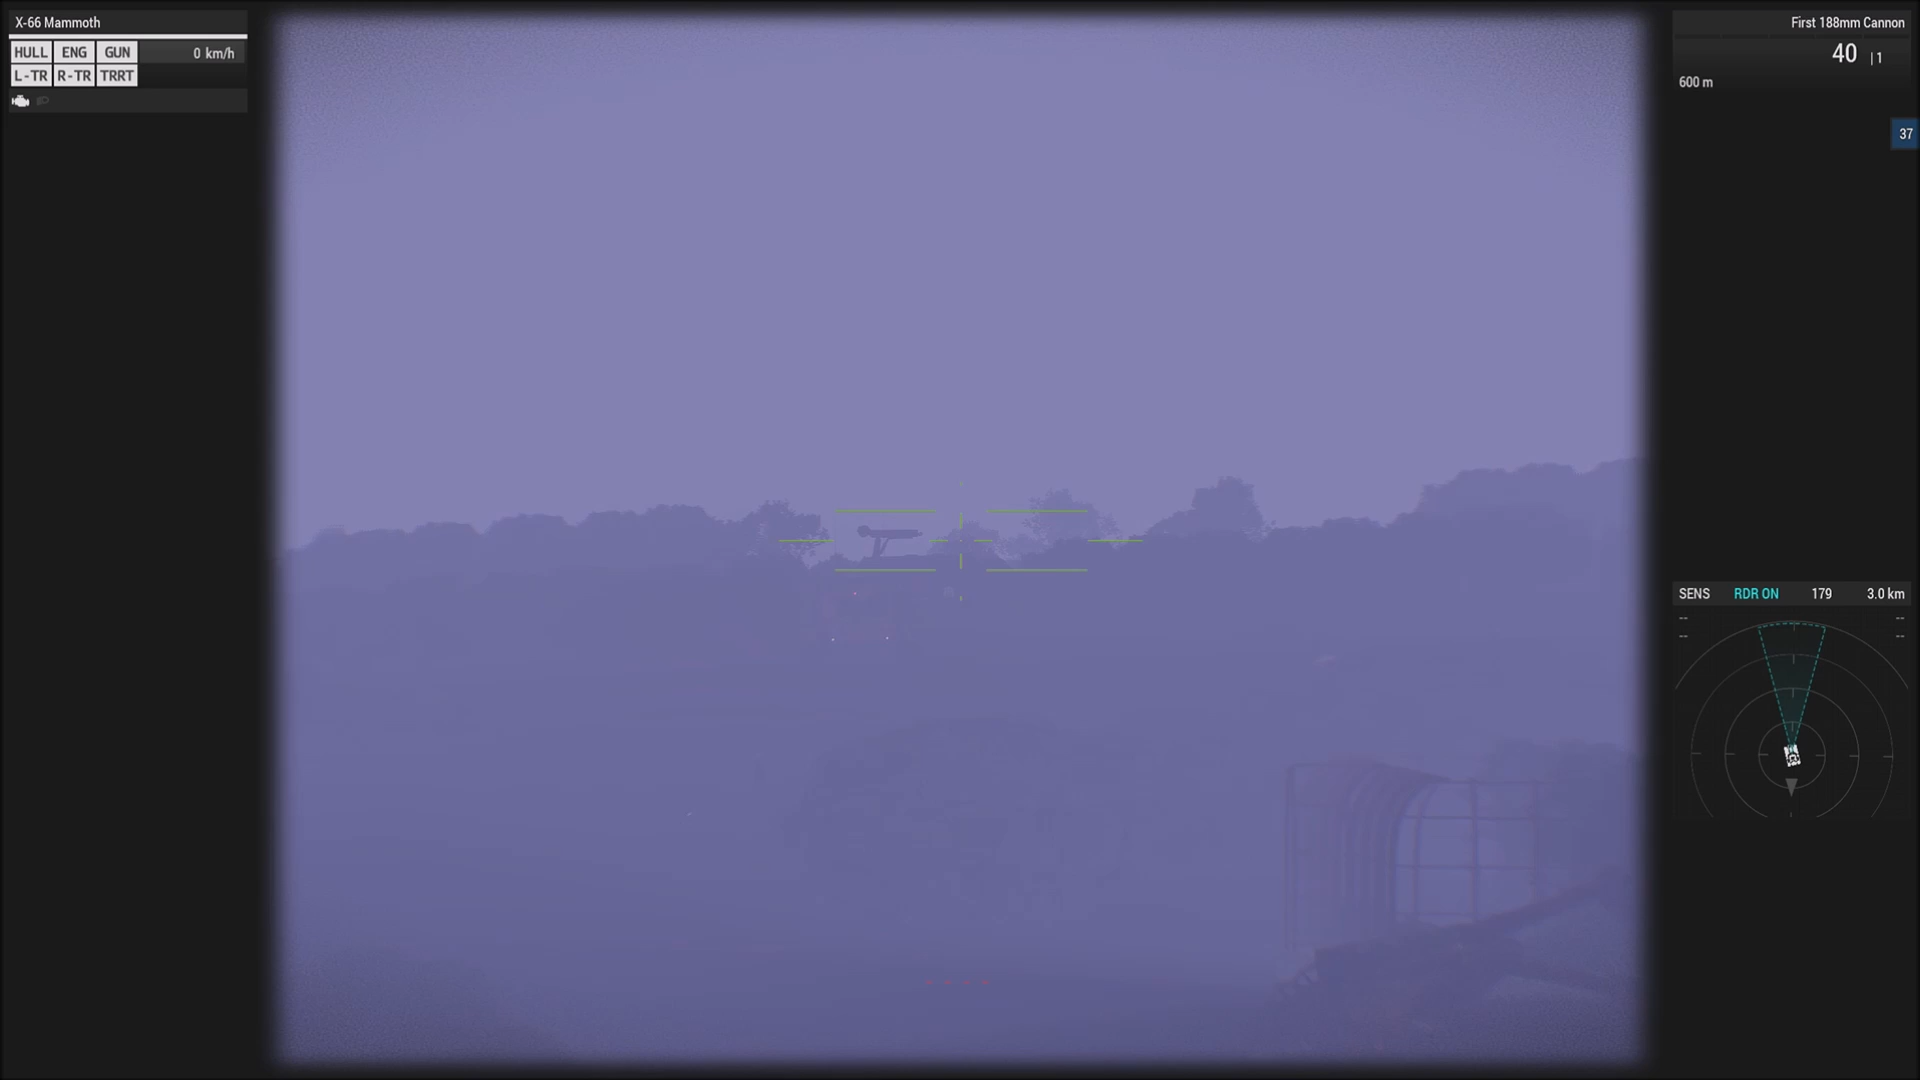 X-66 Mammoth
HULL ENG GUN 0 km/h
L-TR R-TR TRRT
First 188mm Cannon
40 | 1
600 m
37
SENS RDR ON 179 3.0 km
-- --
-- --